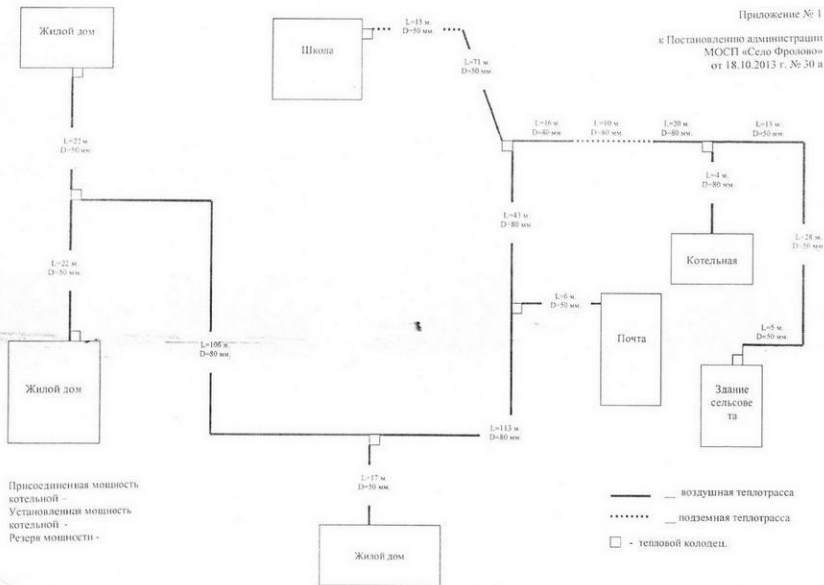 Приложение № 1
к Постановлению администрации
МОСП «Село Фролово»
от 18.10.2013 г. № 30 а
Жилой дом
Школа
L=15 м.
D=50 мм.
L=71 м.
D=50 мм.
L=16 м.
D=80 мм.
L=10 м.
D=80 мм.
L=20 м.
D=80 мм.
L=13 м.
D=50 мм.
L=22 м.
D=50 мм.
L=4 м
D=80 мм.
L=43 м.
D=80 мм.
L=28 м.
D=50 мм.
Котельная
L=22 м.
D=50 мм.
L=6 м
D=50 мм.
Почта
L=5 м.
D=50 мм.
L=106 м.
D=80 мм.
Жилой дом
Здание
сельсове
та
L=113 м.
D=80 мм.
L=17 м.
D=50 мм.
Жилой дом
Присоединенная мощность
котельной -
Установленная мощность
котельной -
Резерв мощности -
__ воздушная теплотрасса
__ подземная теплотрасса
- тепловой колодец.